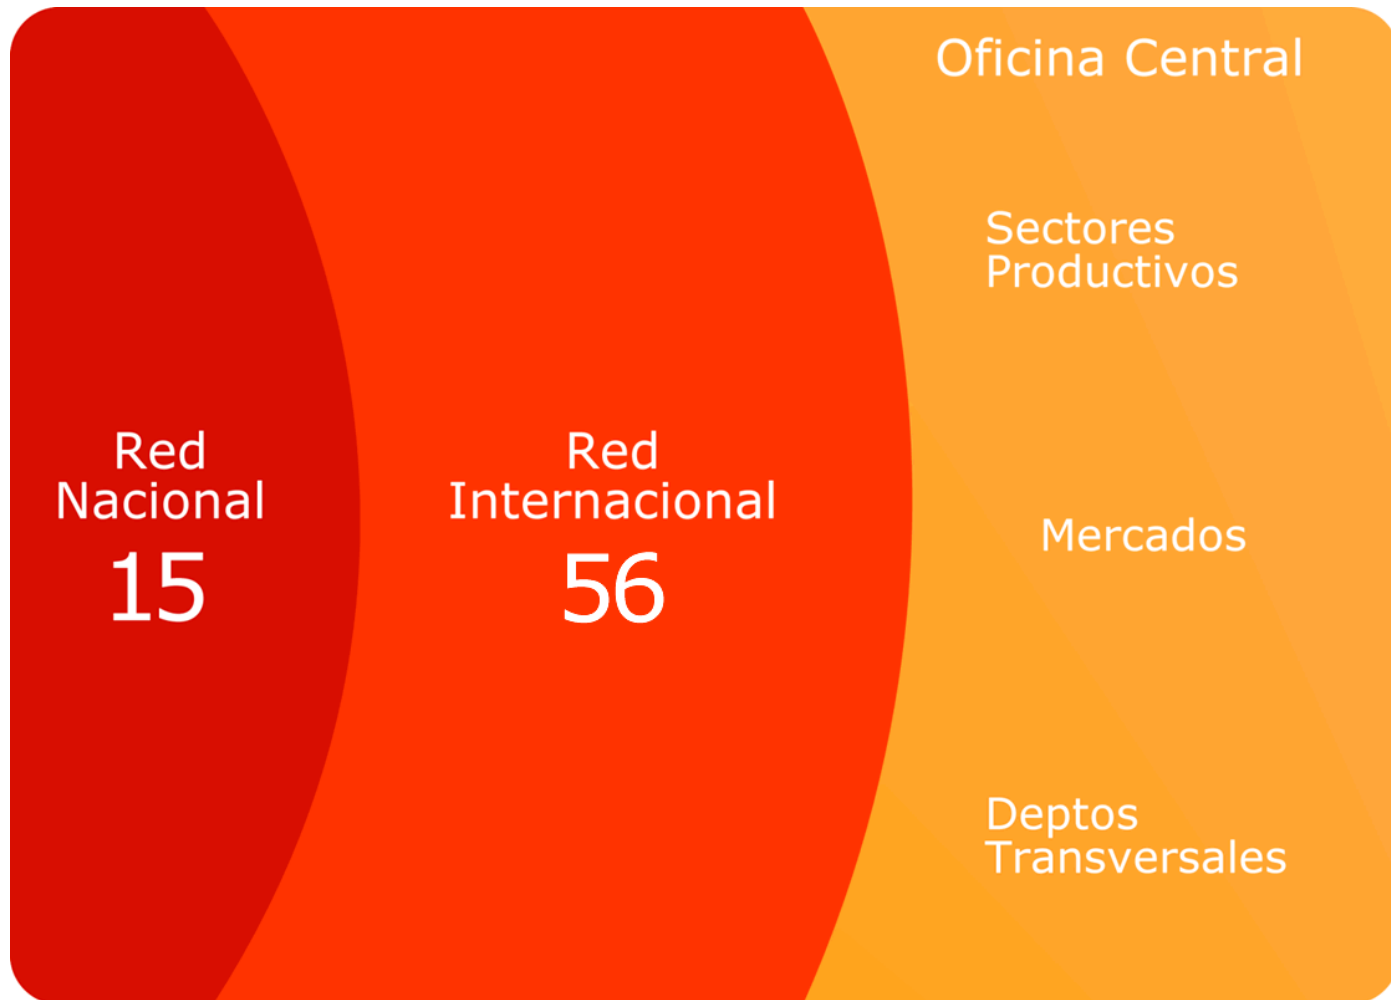 Red
Nacional
15
Red
Internacional
56
Oficina Central
Sectores
Productivos
Mercados
Deptos
Transversales